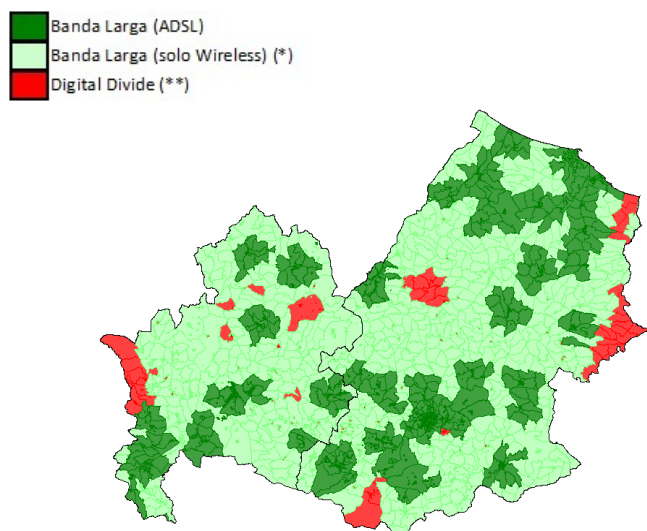 Banda Larga (ADSL)
Banda Larga (solo Wireless) (*)
Digital Divide (**)